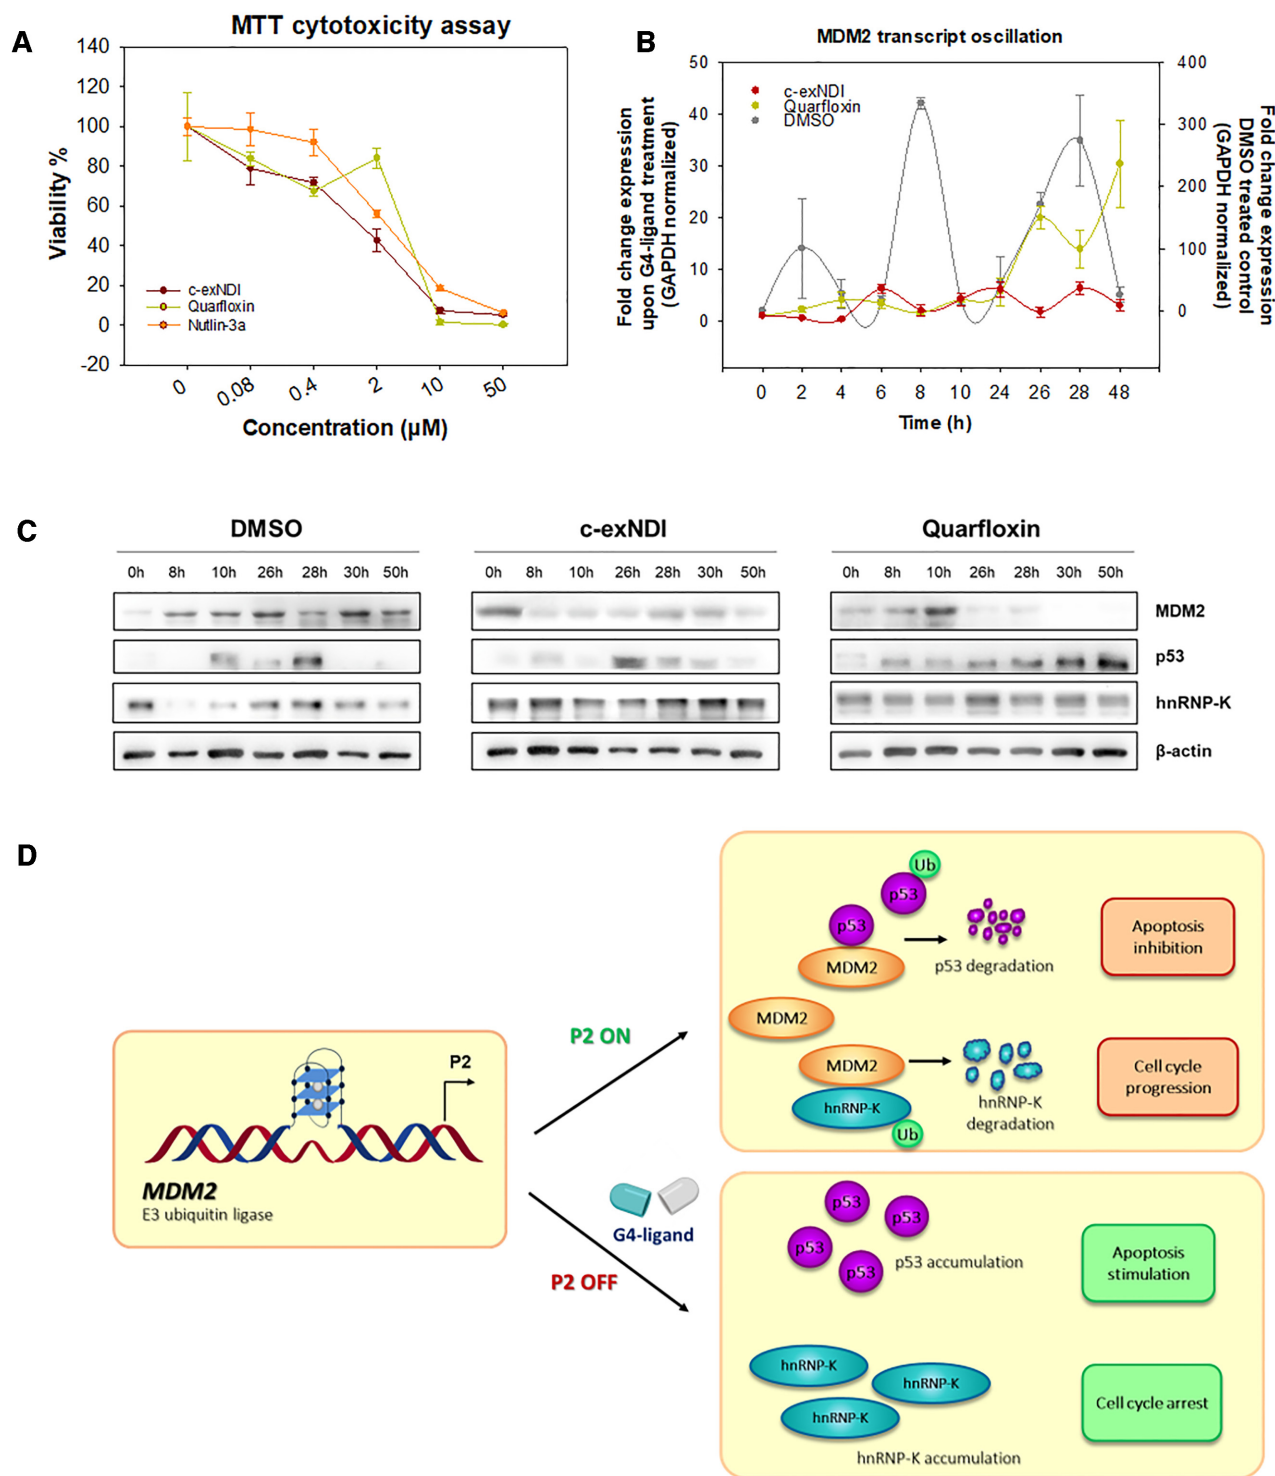 A
MTT cytotoxicity assay
140
120
100
80
60
40
20
0
-20
Viability %
c-exNDI
Quarfloxin
Nutlin-3a
0
0.08
0.4
2
10
50
Concentration (µM)
B
MDM2 transcript oscillation
50
40
30
20
10
0
Fold change expression
upon G4-ligand treatment
(GAPDH normalized)
c-exNDI
Quarfloxin
DMSO
400
300
200
100
0
Fold change expression
DMSO treated control
(GAPDH normalized)
0 2 4 6 8 10 24 26 28 48
Time (h)
C
DMSO
c-exNDI
Quarfloxin
0h 8h 10h 26h 28h 30h 50h
0h 8h 10h 26h 28h 30h 50h
0h 8h 10h 26h 28h 30h 50h
MDM2
p53
hnRNP-K
β-actin
D
P2
MDM2
E3 ubiquitin ligase
P2 ON
G4-ligand
P2 OFF
Ub
p53
p53
MDM2
p53 degradation
Apoptosis
inhibition
MDM2
MDM2
hnRNP-K
Ub
hnRNP-K
degradation
Cell cycle
progression
p53
p53
p53
p53
p53 accumulation
Apoptosis
stimulation
hnRNP-K
hnRNP-K
hnRNP-K
hnRNP-K accumulation
Cell cycle arrest